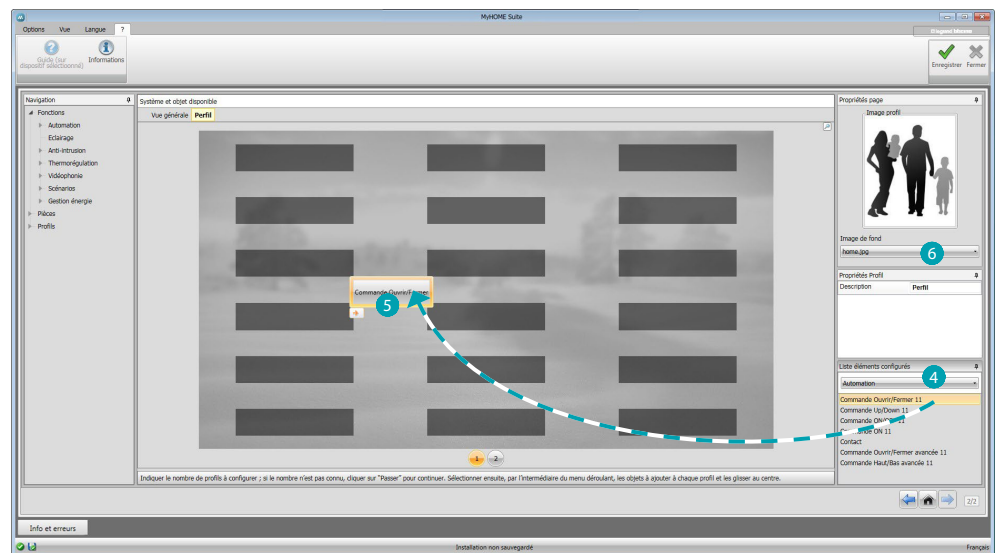 MyHOME Suite
Options Vue Langue ?
Guide (sur dispositif sélectionné)
Informations
Enregistrer Fermer
Navigation
Fonctions
Automation
Eclairage
Anti-intrusion
Thermorégulation
Vidéophonie
Scénarios
Gestion énergie
Pièces
Profils
Système et objet disponible
Vue générale Perfil
Commande Ouvrir/Fermer
5
1 2
Indiquer le nombre de profils à configurer ; si le nombre n'est pas connu, cliquer sur "Passer" pour continuer. Sélectionner ensuite, par l'intermédiaire du menu déroulant, les objets à ajouter à chaque profil et les glisser au centre.
Propriétés page
Image profil
Image de fond
home.jpg
6
Propriétés Profil
Description Perfil
Liste éléments configurés
4
Automation
Commande Ouvrir/Fermer 11
Commande Up/Down 11
Commande ON/OFF 11
Commande ON 11
Contact
Commande Ouvrir/Fermer avancée 11
Commande Haut/Bas avancée 11
2/2
Info et erreurs
Installation non sauvegardé
Français